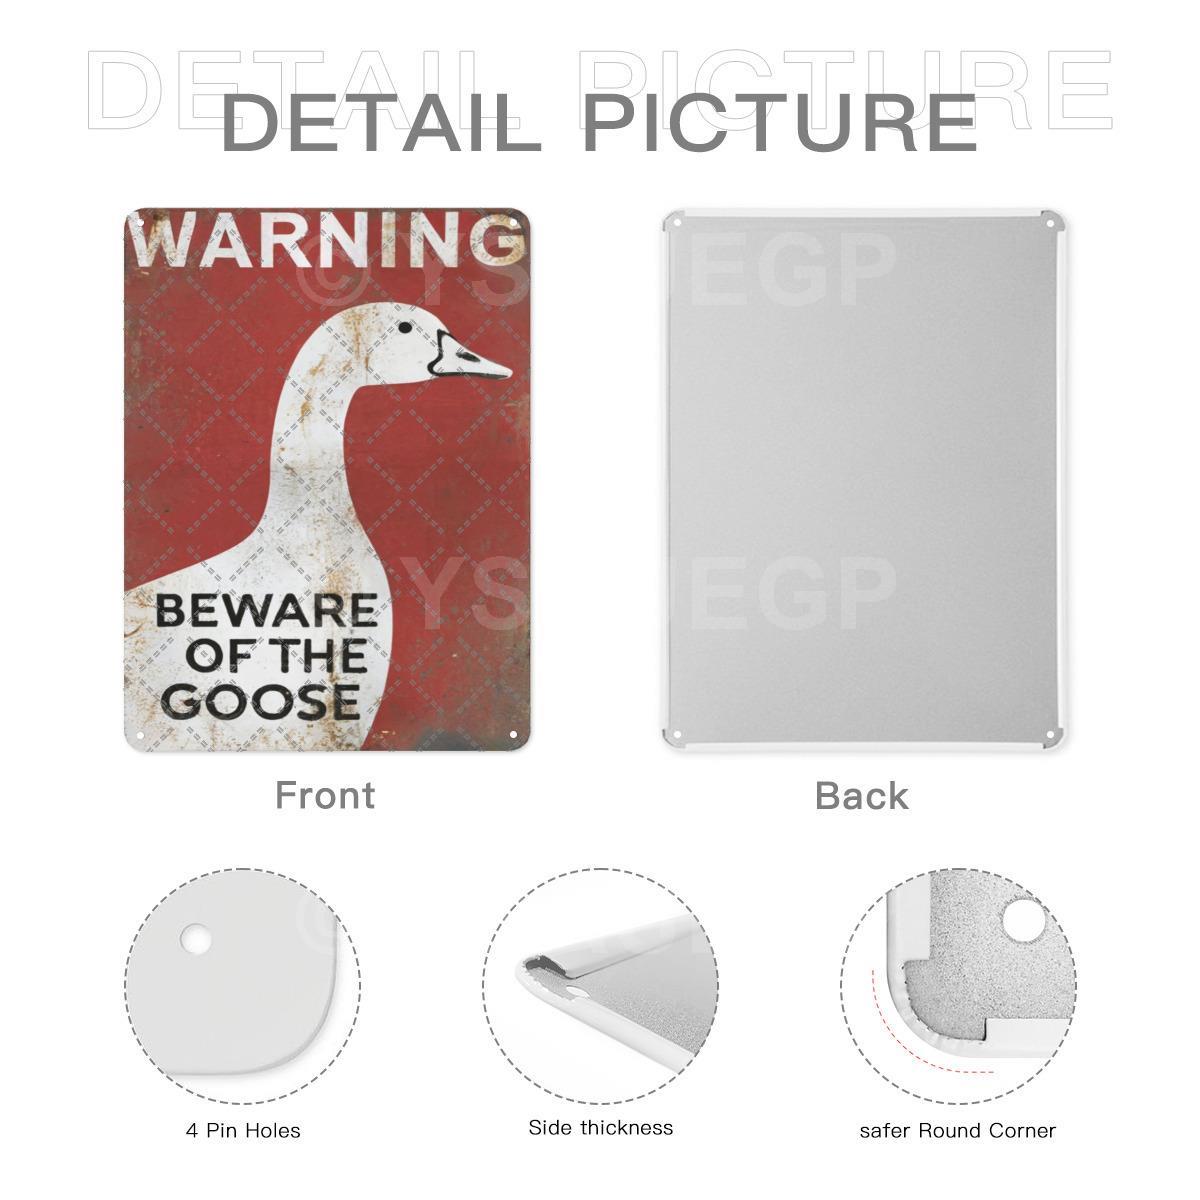 DETAIL PICTURE
DETAIL PICTURE
WARNING
BEWARE
OF THE
GOOSE
Front
Back
4 Pin Holes
Side thickness
safer Round Corner